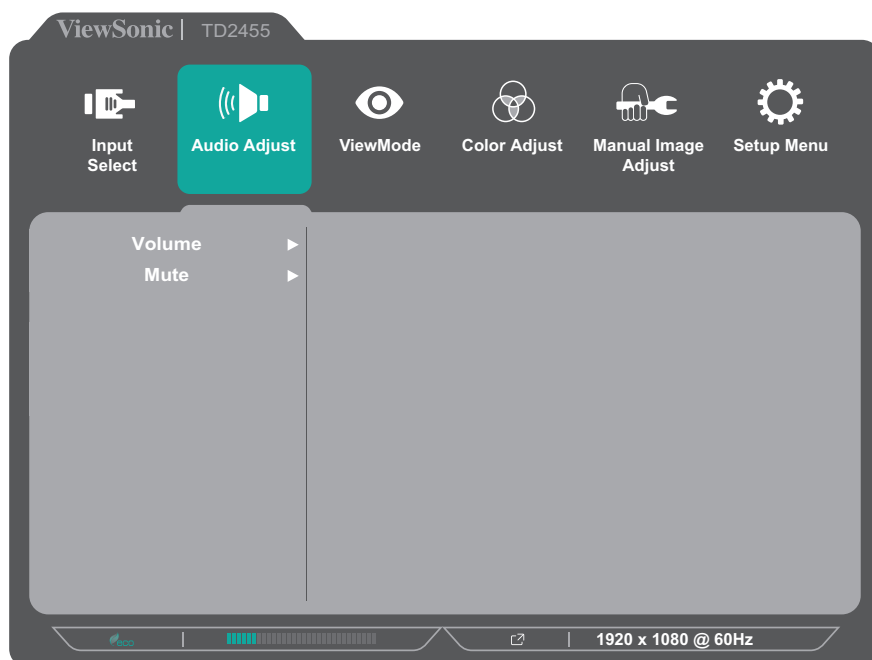 ViewSonic | TD2455
Input
Select
Audio Adjust
ViewMode
Color Adjust
Manual Image
Adjust
Setup Menu
Volume
Mute
eco
1920 x 1080 @ 60Hz